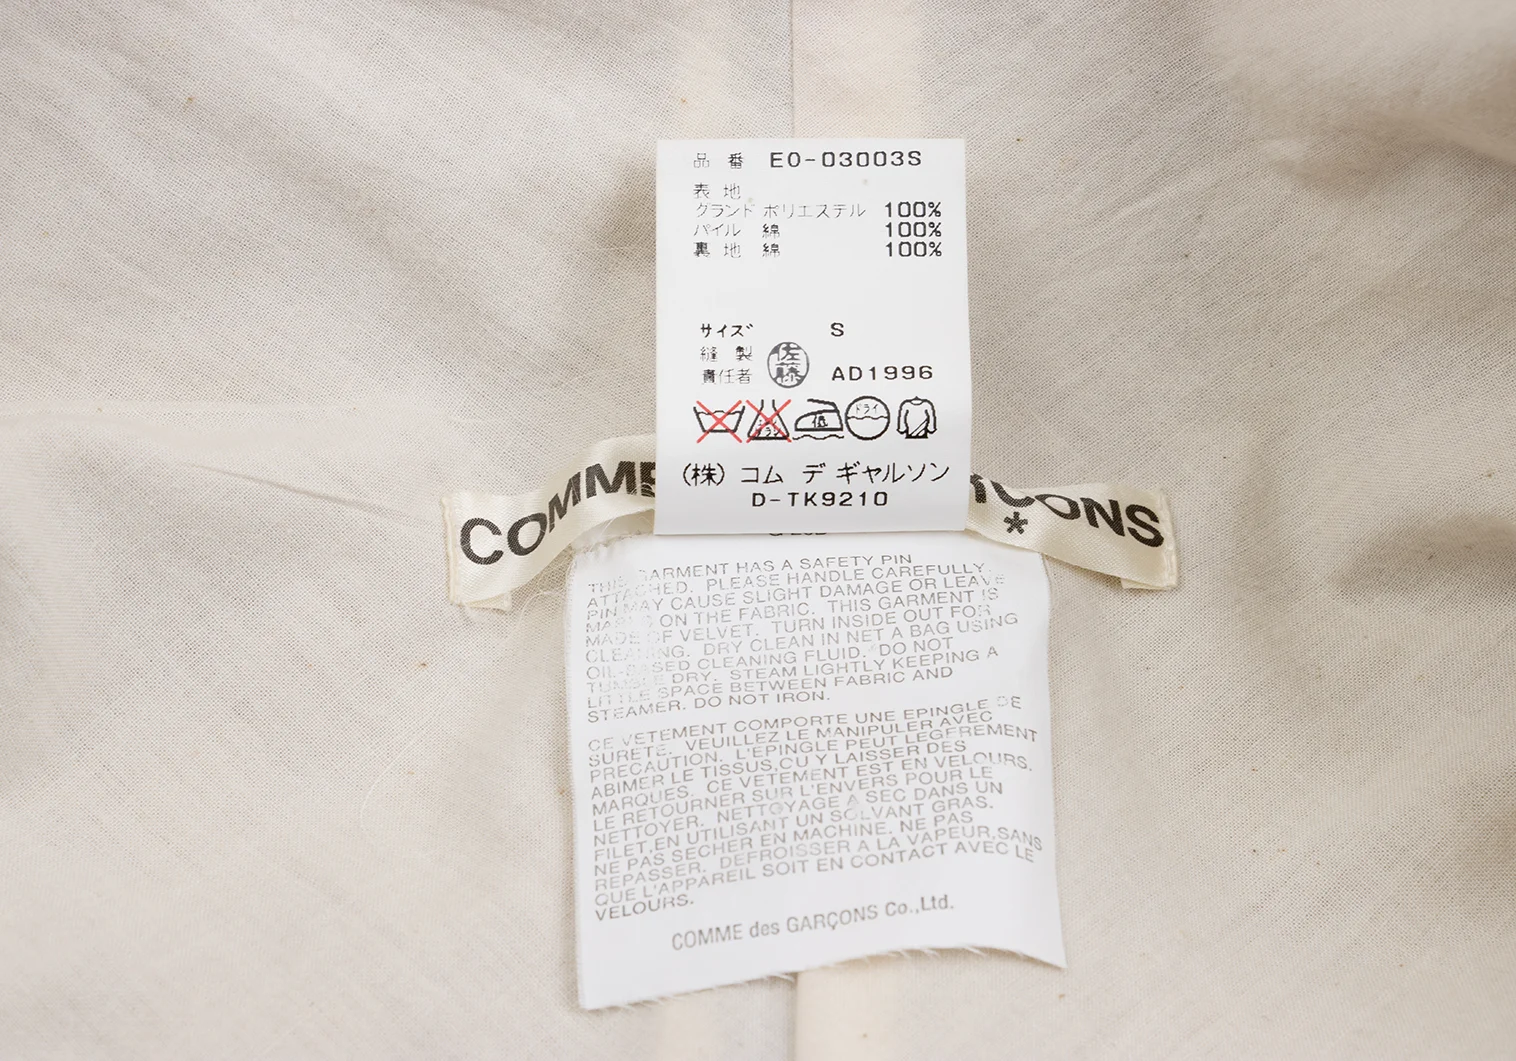 品 番 E0-03003S
表 地
グランド ポリエステル 100%
パイル 綿 100%
裏 地 綿 100%
サイズ S
縫 製
責任者 佐藤 AD1996
ドライ
低
(株) コム デ ギャルソン
D-TK9210
COMME
GARÇONS
*
THIS GARMENT HAS A SAFETY PIN
ATTACHED. PLEASE HANDLE CAREFULLY.
PIN MAY CAUSE SLIGHT DAMAGE OR LEAVE
MARKS ON THE FABRIC. THIS GARMENT IS
MADE OF VELVET. TURN INSIDE OUT FOR
CLEANING. DRY CLEAN IN NET A BAG USING
OIL-BASED CLEANING FLUID. DO NOT
TUMBLE DRY. STEAM LIGHTLY KEEPING A
LITTLE SPACE BETWEEN FABRIC AND
STEAMER. DO NOT IRON.
CE VETEMENT COMPORTE UNE EPINGLE DE
SURETE. VEUILLEZ LE MANIPULER AVEC
PRECAUTION. L'EPINGLE PEUT LEGEREMENT
ABIMER LE TISSUS,CU Y LAISSER DES
MARQUES. CE VETEMENT EST EN VELOURS.
LE RETOURNER SUR L'ENVERS POUR LE
NETTOYER. NETTOYAGE A SEC DANS UN
FILET,EN UTILISANT UN SOLVANT GRAS.
NE PAS SECHER EN MACHINE. NE PAS
REPASSER. DEFROISSER A LA VAPEUR,SANS
QUE L'APPAREIL SOIT EN CONTACT AVEC LE
VELOURS.
COMME des GARÇONS Co.,Ltd.